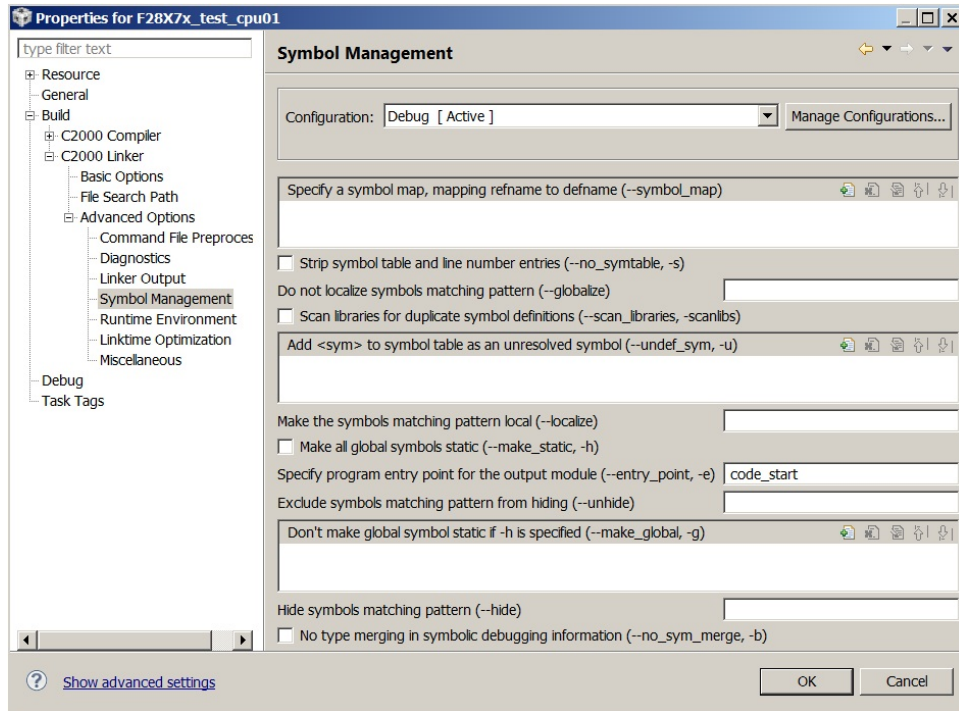 Properties for F28X7x_test_cpu01
type filter text
Resource
General
Build
C2000 Compiler
C2000 Linker
Basic Options
File Search Path
Advanced Options
Command File Preproces
Diagnostics
Linker Output
Symbol Management
Runtime Environment
Linktime Optimization
Miscellaneous
Debug
Task Tags
Symbol Management
Configuration: Debug [ Active ] Manage Configurations...
Specify a symbol map, mapping refname to defname (--symbol_map)
Strip symbol table and line number entries (--no_symtable, -s)
Do not localize symbols matching pattern (--globalize)
Scan libraries for duplicate symbol definitions (--scan_libraries, -scanlibs)
Add <sym> to symbol table as an unresolved symbol (--undef_sym, -u)
Make the symbols matching pattern local (--localize)
Make all global symbols static (--make_static, -h)
Specify program entry point for the output module (--entry_point, -e) code_start
Exclude symbols matching pattern from hiding (--unhide)
Don't make global symbol static if -h is specified (--make_global, -g)
Hide symbols matching pattern (--hide)
No type merging in symbolic debugging information (--no_sym_merge, -b)
? Show advanced settings
OK Cancel